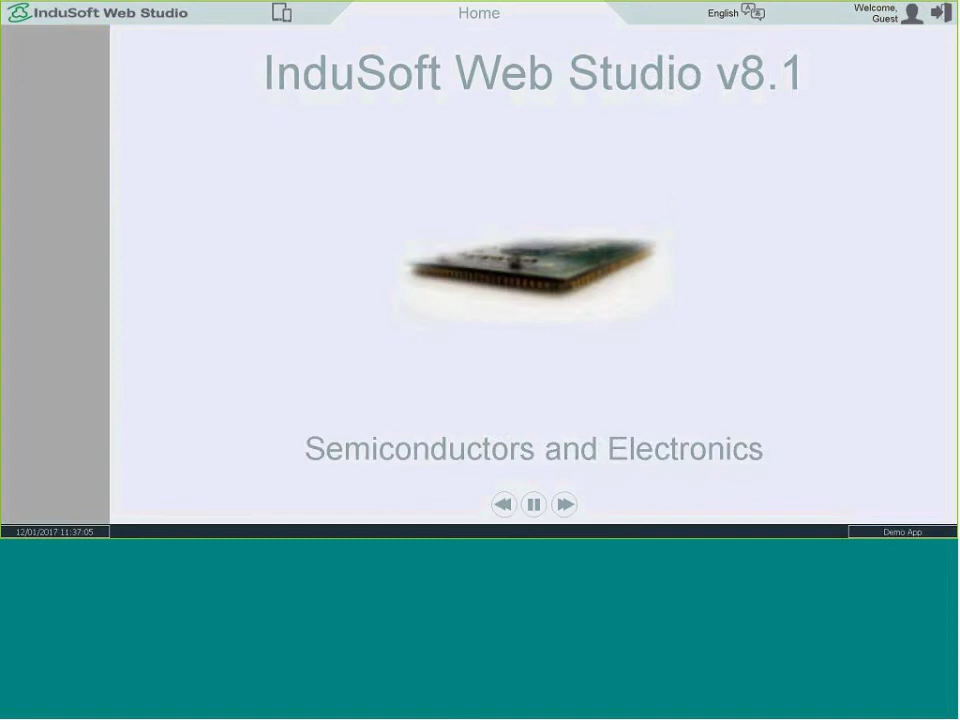 InduSoft Web Studio
Home
English
Welcome,
Guest
InduSoft Web Studio v8.1
Semiconductors and Electronics
12/01/2017 11:37:05
Demo App